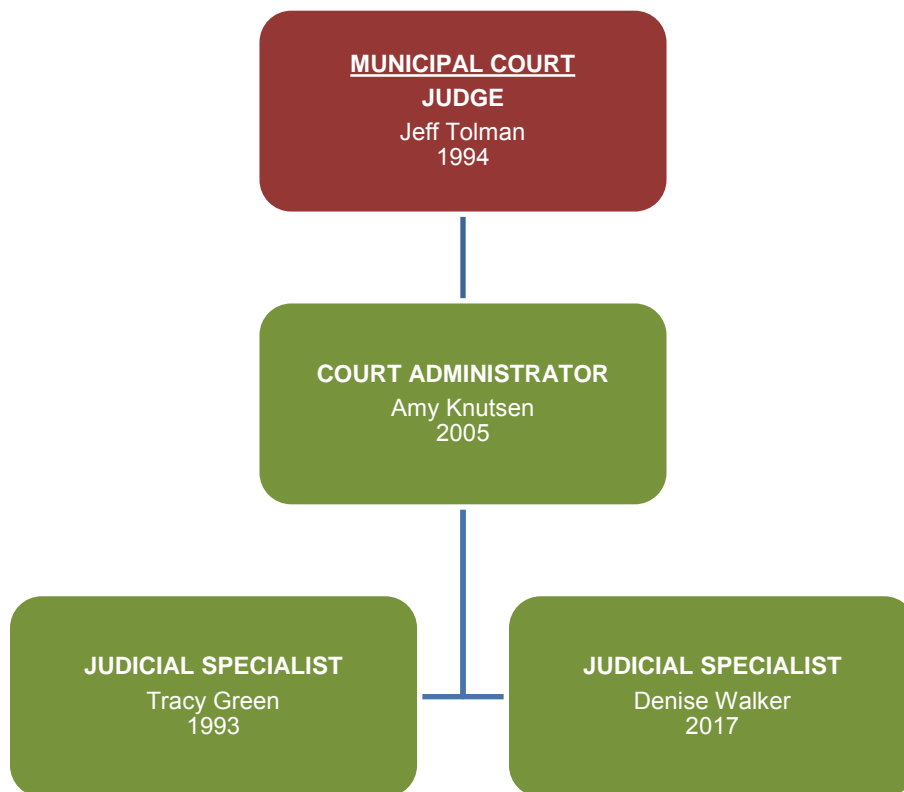 MUNICIPAL COURT
JUDGE
Jeff Tolman
1994
COURT ADMINISTRATOR
Amy Knutsen
2005
JUDICIAL SPECIALIST
Tracy Green
1993
JUDICIAL SPECIALIST
Denise Walker
2017